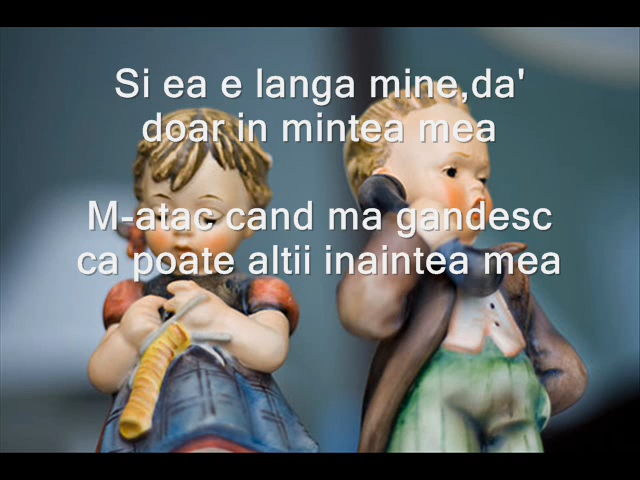 Si ea e langa mine,da'
doar in mintea mea
M-atac cand ma gandesc
ca poate altii inaintea mea